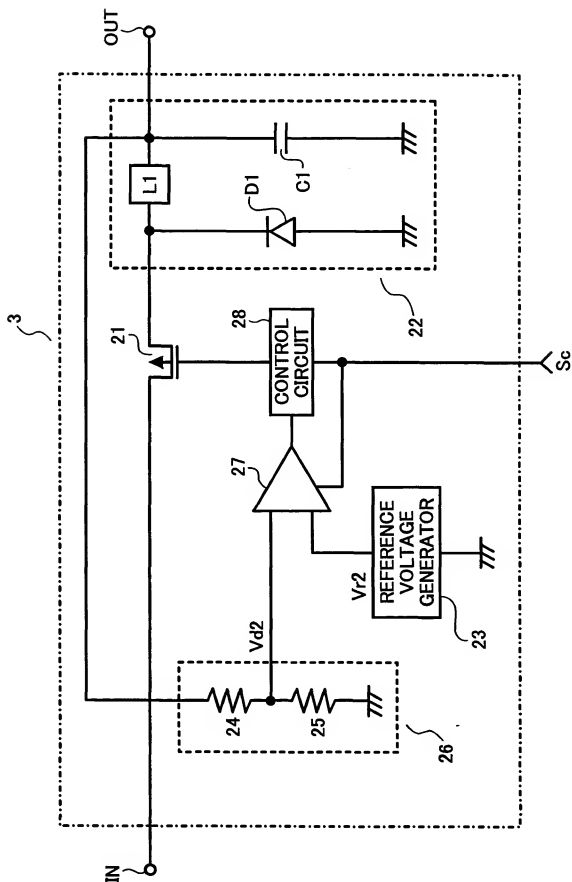 3
IN
OUT
21
L1
D1
C1
22
28
CONTROL
CIRCUIT
27
Sc
Vd2
Vr2
REFERENCE
VOLTAGE
GENERATOR
23
24
25
26